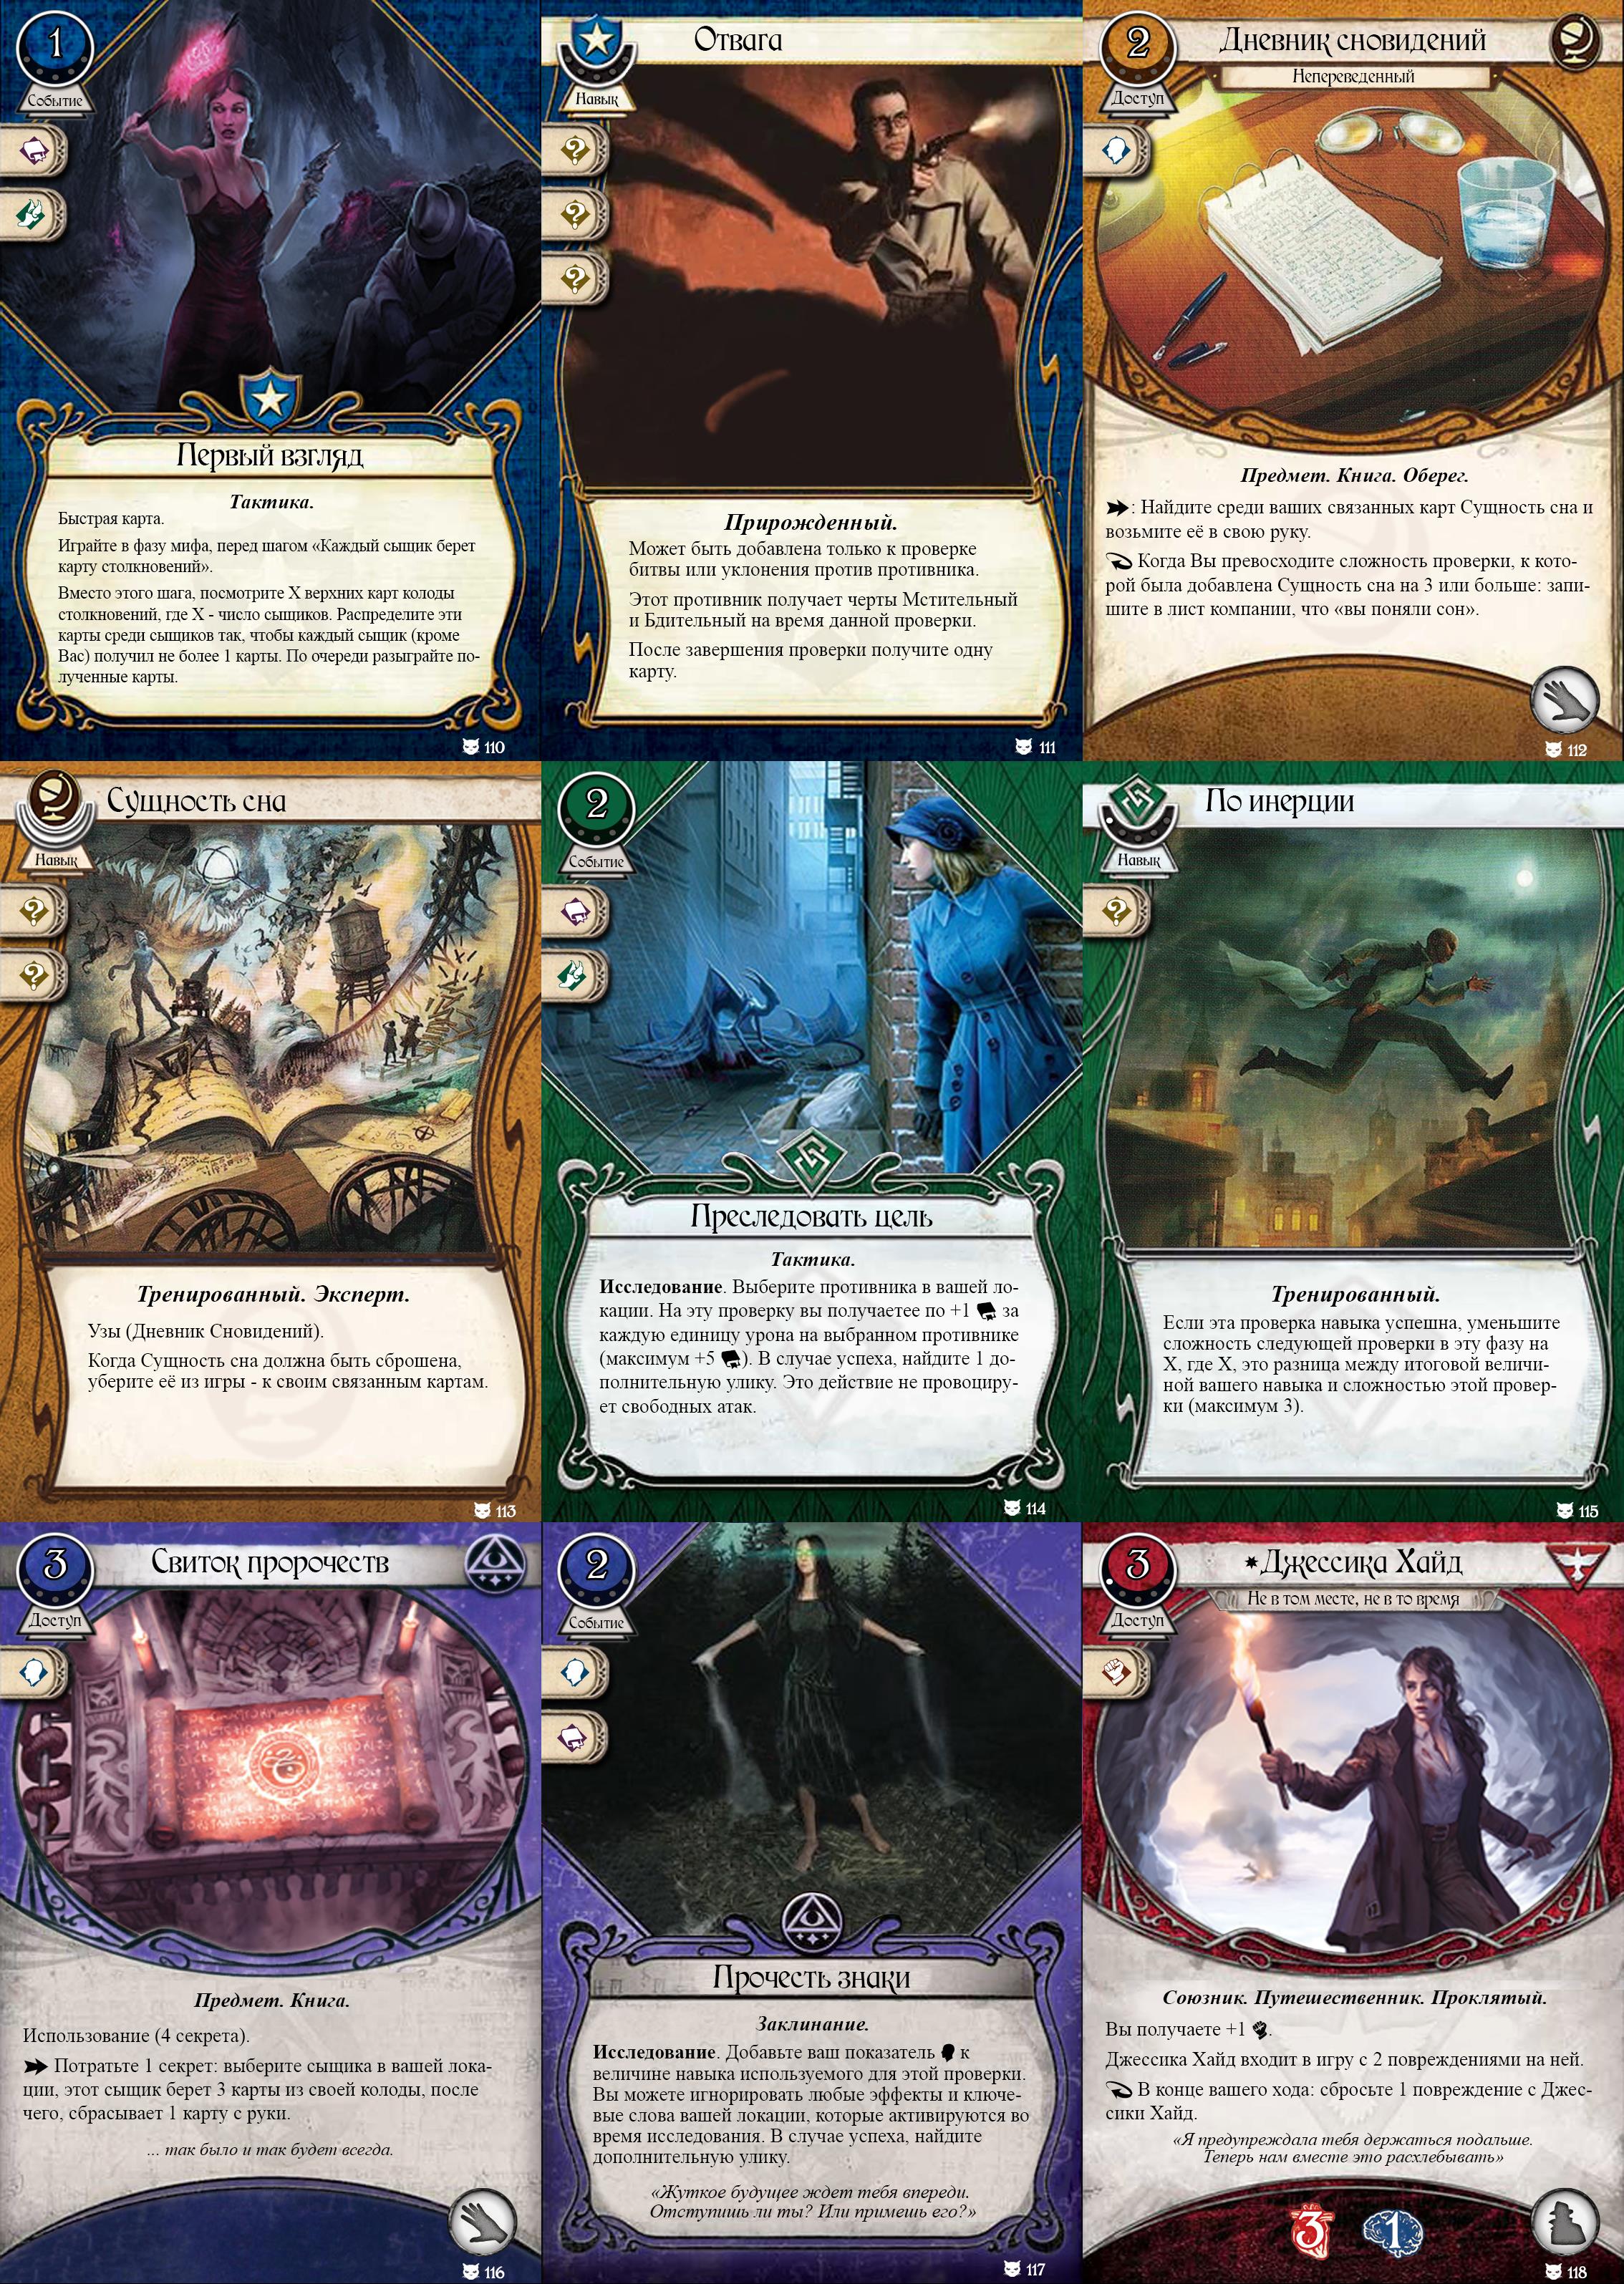 1
Событие
Первый взгляд
Тактика.
Быстрая карта.
Играйте в фазу мифа, перед шагом «Каждый сыщик берет
карту столкновений».
Вместо этого шага, посмотрите X верхних карт колоды
столкновений, где X - число сыщиков. Распределите эти
карты среди сыщиков так, чтобы каждый сыщик (кроме
Вас) получил не более 1 карты. По очереди разыграйте по-
лученные карты.
110
Отвага
Навык
?
?
?
Прирожденный.
Может быть добавлена только к проверке
битвы или уклонения против противника.
Этот противник получает черты Мстительный
и Бдительный на время данной проверки.
После завершения проверки получите одну
карту.
111
2
Дневник сновидений
Непереведенный
Доступ
Предмет. Книга. Оберег.
: Найдите среди ваших связанных карт Сущность сна и
возьмите её в свою руку.
Когда Вы превосходите сложность проверки, к кото-
рой была добавлена Сущность сна на 3 или больше: запи-
шите в лист компании, что «вы поняли сон».
112
Сущность сна
Навык
?
?
Тренированный. Эксперт.
Узы (Дневник Сновидений).
Когда Сущность сна должна быть сброшена,
уберите её из игры - к своим связанным картам.
113
2
Событие
Преследовать цель
Тактика.
Исследование. Выберите противника в вашей ло-
кации. На эту проверку вы получаетее по +1 за
каждую единицу урона на выбранном противнике
(максимум +5 ). В случае успеха, найдите 1 до-
полнительную улику. Это действие не провоциру-
ет свободных атак.
114
По инерции
Навык
?
Тренированный.
Если эта проверка навыка успешна, уменьшите
сложность следующей проверки в эту фазу на
X, где X, это разница между итоговой величи-
ной вашего навыка и сложностью этой провер-
ки (максимум 3).
115
3
Свиток пророчеств
Доступ
Предмет. Книга.
Использование (4 секрета).
Потратьте 1 секрет: выберите сыщика в вашей лока-
ции, этот сыщик берет 3 карты из своей колоды, после
чего, сбрасывает 1 карту с руки.
... так было и так будет всегда.
116
2
Событие
Прочесть знаки
Заклинание.
Исследование. Добавьте ваш показатель к
величине навыка используемого для этой проверки.
Вы можете игнорировать любые эффекты и ключе-
вые слова вашей локации, которые активируются во
время исследования. В случае успеха, найдите
дополнительную улику.
«Жуткое будущее ждет тебя впереди.
Отступишь ли ты? Или примешь его?»
117
3
Джессика Хайд
Не в том месте, не в то время
Доступ
Союзник. Путешественник. Проклятый.
Вы получаете +1 .
Джессика Хайд входит в игру с 2 повреждениями на ней.
В конце вашего хода: сбросьте 1 повреждение с Джес-
сики Хайд.
«Я предупреждала тебя держаться подальше.
Теперь нам вместе это расхлебывать»
3
1
118